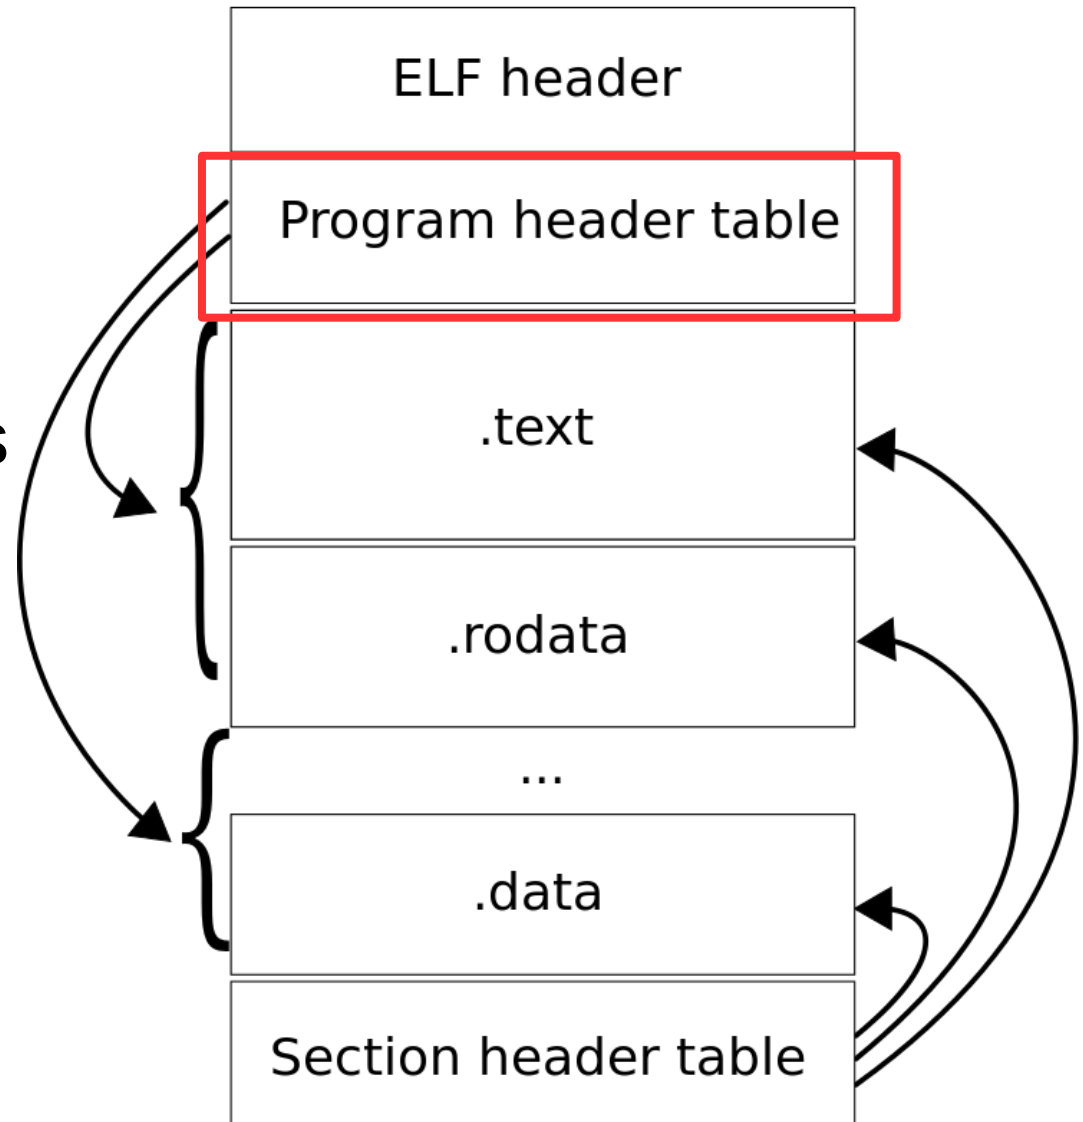 ELF header
Program header table
s
.text
.rodata
...
.data
Section header table